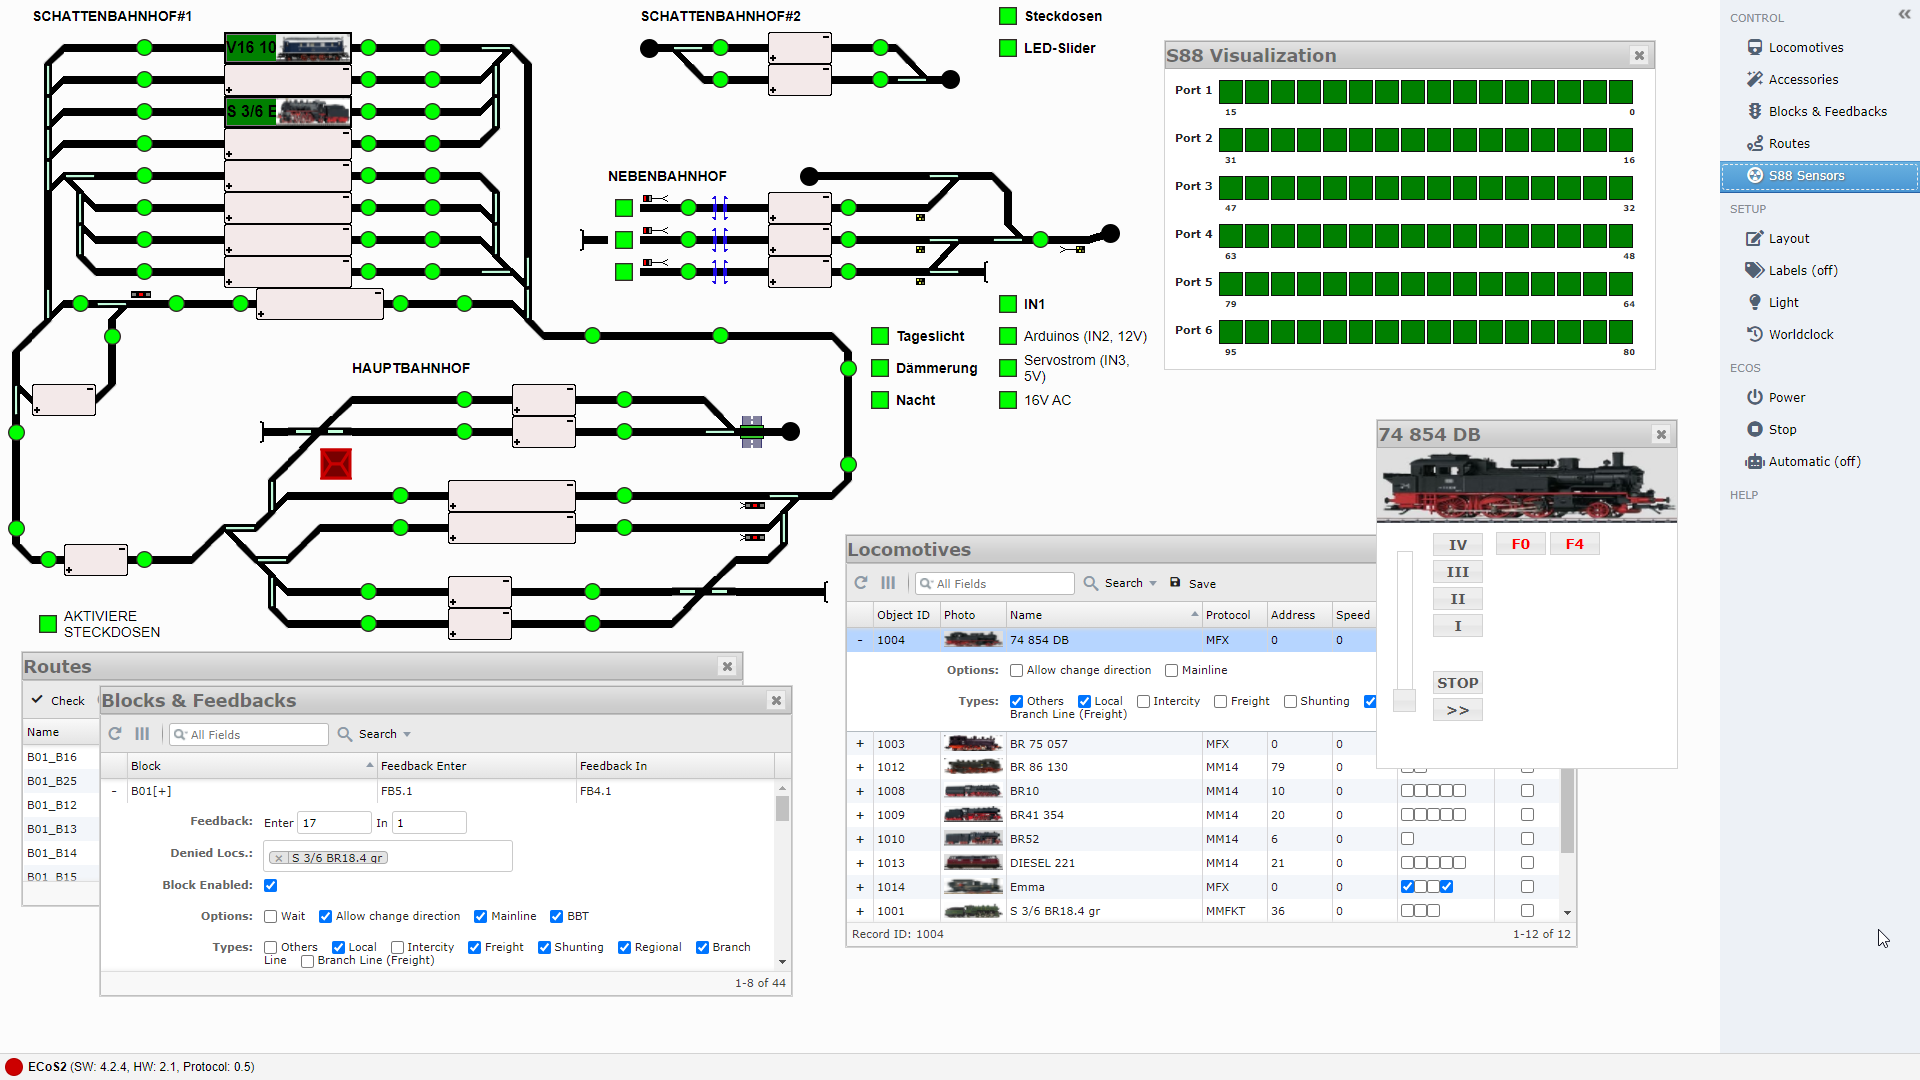 SCHATTENBAHNHOF#1
V16 10
S 3/6 E
SCHATTENBAHNHOF#2
Steckdosen
LED-Slider
NEBENBAHNHOF
IN1
Tageslicht
Arduinos (IN2, 12V)
Dämmerung
Servostrom (IN3,
5V)
Nacht
16V AC
HAUPTBAHNHOF
AKTIVIERE
STECKDOSEN
S88 Visualization
Port 1
15 0
Port 2
31 16
Port 3
47 32
Port 4
63 48
Port 5
79 64
Port 6
95 80
CONTROL
Locomotives
Accessories
Blocks & Feedbacks
Routes
S88 Sensors
SETUP
Layout
Labels (off)
Light
Worldclock
ECOS
Power
Stop
Automatic (off)
HELP
74 854 DB
IV F0 F4
III
II
I
STOP
>>
Locomotives
All Fields Search Save
Object ID Photo Name Protocol Address Speed
- 1004 74 854 DB MFX 0 0
Options: Allow change direction Mainline
Types: Others Local Intercity Freight Shunting
Branch Line (Freight)
+ 1003 BR 75 057 MFX 0 0
+ 1012 BR 86 130 MM14 79 0
+ 1008 BR10 MM14 10 0
+ 1009 BR41 354 MM14 20 0
+ 1010 BR52 MM14 6 0
+ 1013 DIESEL 221 MM14 21 0
+ 1014 Emma MFX 0 0
+ 1001 S 3/6 BR18.4 gr MMFKT 36 0
Record ID: 1004 1-12 of 12
Routes
Check
Name
B01_B16
B01_B25
B01_B12
B01_B13
B01_B14
B01_B15
Blocks & Feedbacks
All Fields Search
Block Feedback Enter Feedback In
- B01[+] FB5.1 FB4.1
Feedback: Enter 17 In 1
Denied Locs.: × S 3/6 BR18.4 gr
Block Enabled:
Options: Wait Allow change direction Mainline BBT
Types: Others Local Intercity Freight Shunting Regional Branch
Line Branch Line (Freight)
1-8 of 44
ECoS2 (SW: 4.2.4, HW: 2.1, Protocol: 0.5)